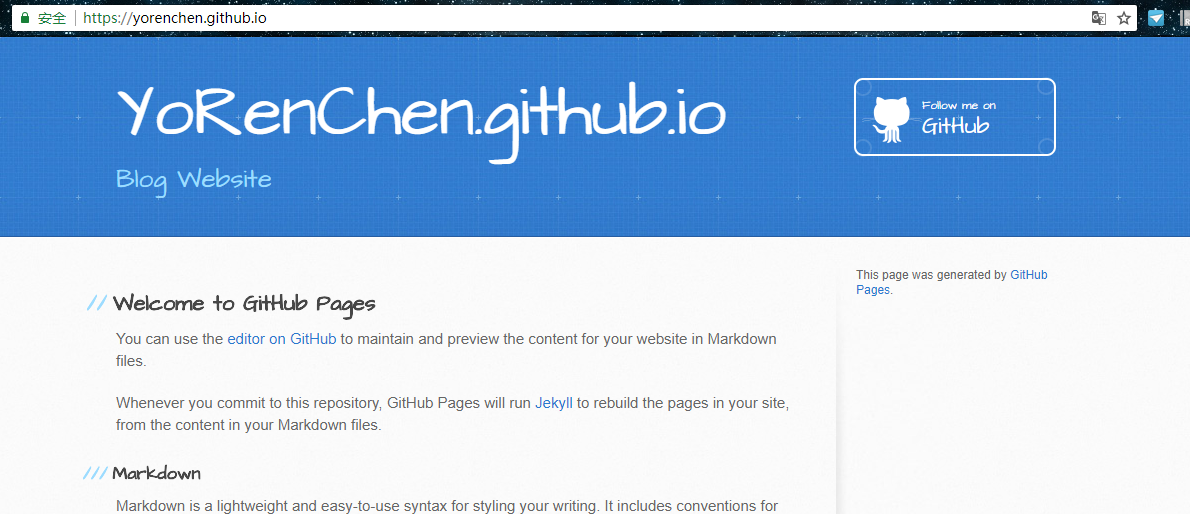 安全 https://yorenchen.github.io
YoRenChen.github.io
Follow me on
GitHub
Blog Website
This page was generated by GitHub
Pages.
// Welcome to GitHub Pages
You can use the editor on GitHub to maintain and preview the content for your website in Markdown
files.
Whenever you commit to this repository, GitHub Pages will run Jekyll to rebuild the pages in your site,
from the content in your Markdown files.
/// Markdown
Markdown is a lightweight and easy-to-use syntax for styling your writing. It includes conventions for